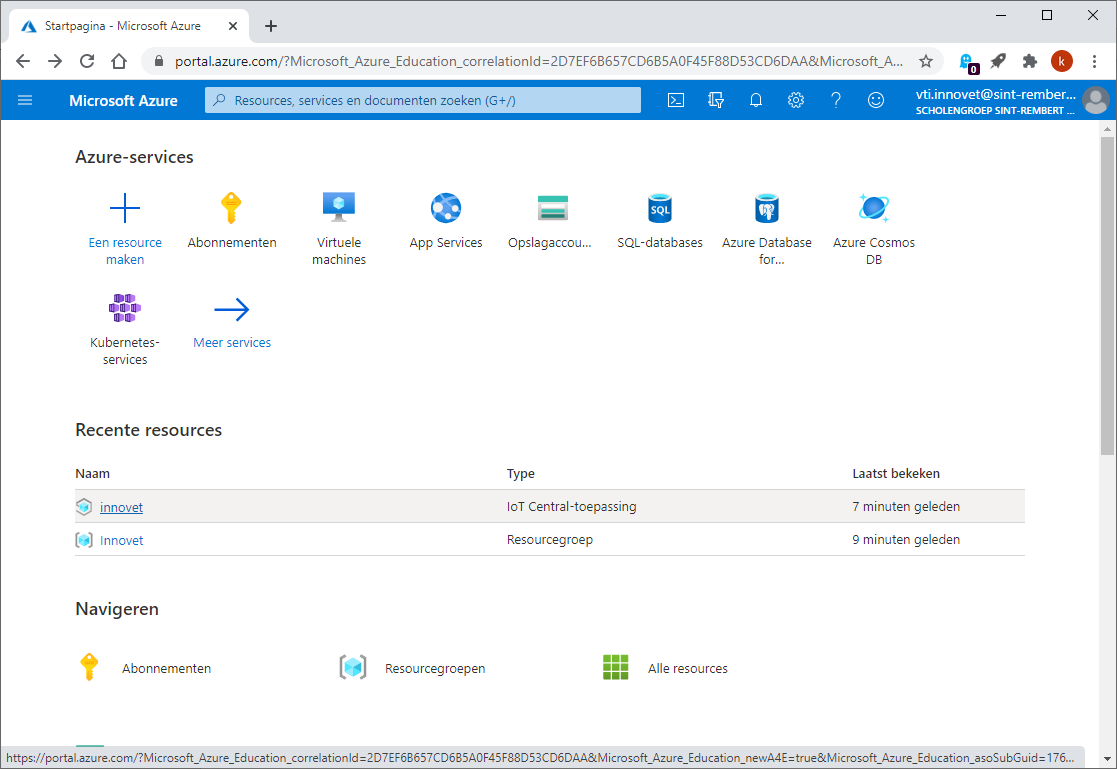 Startpagina - Microsoft Azure
portal.azure.com/?Microsoft_Azure_Education_correlationId=2D7EF6B657CD6B5A0F45F88D53CD6DAA&Microsoft_A...
0
k
Microsoft Azure
Resources, services en documenten zoeken (G+/)
vti.innovet@sint-rember...
SCHOLENGROEP SINT-REMBERT ...
Azure-services
Een resource
maken
Abonnementen
Virtuele
machines
App Services
Opslagaccou...
SQL
SQL-databases
Azure Database
for...
Azure Cosmos
DB
Kubernetes-
services
Meer services
Recente resources
Naam Type Laatst bekeken
innovet IoT Central-toepassing 7 minuten geleden
Innovet Resourcegroep 9 minuten geleden
Navigeren
Abonnementen Resourcegroepen Alle resources
https://portal.azure.com/?Microsoft_Azure_Education_correlationId=2D7EF6B657CD6B5A0F45F88D53CD6DAA&Microsoft_Azure_Education_newA4E=true&Microsoft_Azure_Education_asoSubGuid=176...